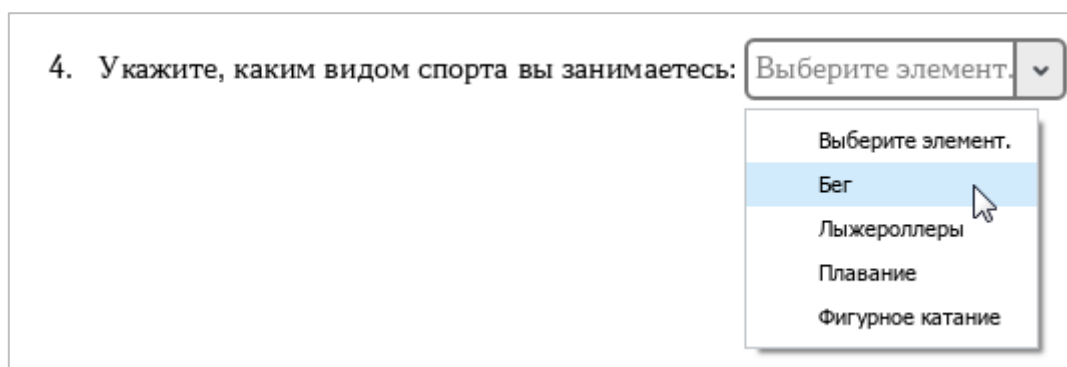 4. Укажите, каким видом спорта вы занимаетесь: Выберите элемент.
Выберите элемент.
Бег
Лыжероллеры
Плавание
Фигурное катание